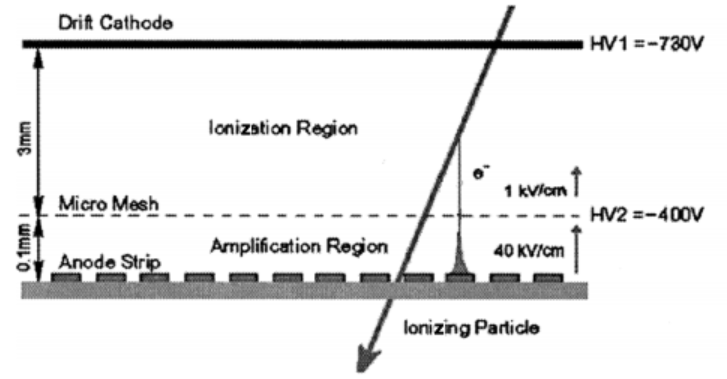 Drift Cathode
HV1 =-730V
3mm
Ionization Region
e-
1 kV/cm
Micro Mesh
HV2=-400V
0.1mm
Amplification Region
40 kV/cm
Anode Strip
Ionizing Particle